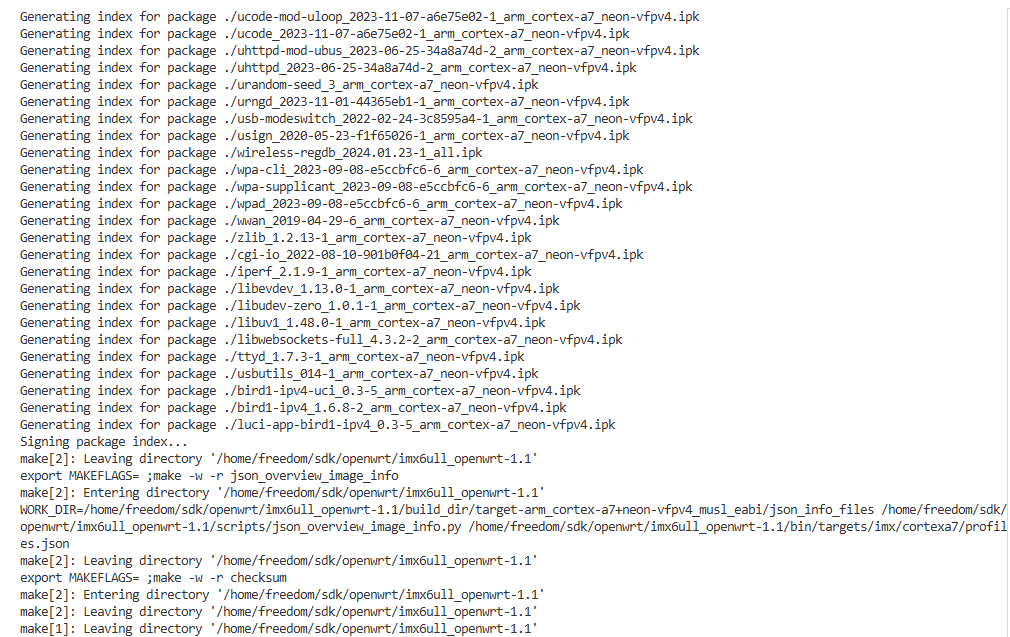 Generating index for package ./ucode-mod-uloop_2023-11-07-a6e75e02-1_arm_cortex-a7_neon-vfpv4.ipk
Generating index for package ./ucode_2023-11-07-a6e75e02-1_arm_cortex-a7_neon-vfpv4.ipk
Generating index for package ./uhttpd-mod-ubus_2023-06-25-34a8a74d-2_arm_cortex-a7_neon-vfpv4.ipk
Generating index for package ./uhttpd_2023-06-25-34a8a74d-2_arm_cortex-a7_neon-vfpv4.ipk
Generating index for package ./urandom-seed_3_arm_cortex-a7_neon-vfpv4.ipk
Generating index for package ./urngd_2023-11-01-44365eb1-1_arm_cortex-a7_neon-vfpv4.ipk
Generating index for package ./usb-modeswitch_2022-02-24-3c8595a4-1_arm_cortex-a7_neon-vfpv4.ipk
Generating index for package ./usign_2020-05-23-f1f65026-1_arm_cortex-a7_neon-vfpv4.ipk
Generating index for package ./wireless-regdb_2024.01.23-1_all.ipk
Generating index for package ./wpa-cli_2023-09-08-e5ccbfc6-6_arm_cortex-a7_neon-vfpv4.ipk
Generating index for package ./wpa-supplicant_2023-09-08-e5ccbfc6-6_arm_cortex-a7_neon-vfpv4.ipk
Generating index for package ./wpad_2023-09-08-e5ccbfc6-6_arm_cortex-a7_neon-vfpv4.ipk
Generating index for package ./wwan_2019-04-29-6_arm_cortex-a7_neon-vfpv4.ipk
Generating index for package ./zlib_1.2.13-1_arm_cortex-a7_neon-vfpv4.ipk
Generating index for package ./cgi-io_2022-08-10-901b0f04-21_arm_cortex-a7_neon-vfpv4.ipk
Generating index for package ./iperf_2.1.9-1_arm_cortex-a7_neon-vfpv4.ipk
Generating index for package ./libevdev_1.13.0-1_arm_cortex-a7_neon-vfpv4.ipk
Generating index for package ./libudev-zero_1.0.1-1_arm_cortex-a7_neon-vfpv4.ipk
Generating index for package ./libuv1_1.48.0-1_arm_cortex-a7_neon-vfpv4.ipk
Generating index for package ./libwebsockets-full_4.3.2-2_arm_cortex-a7_neon-vfpv4.ipk
Generating index for package ./ttyd_1.7.3-1_arm_cortex-a7_neon-vfpv4.ipk
Generating index for package ./usbutils_014-1_arm_cortex-a7_neon-vfpv4.ipk
Generating index for package ./bird1-ipv4-uci_0.3-5_arm_cortex-a7_neon-vfpv4.ipk
Generating index for package ./bird1-ipv4_1.6.8-2_arm_cortex-a7_neon-vfpv4.ipk
Generating index for package ./luci-app-bird1-ipv4_0.3-5_arm_cortex-a7_neon-vfpv4.ipk
Signing package index...
make[2]: Leaving directory '/home/freedom/sdk/openwrt/imx6ull_openwrt-1.1'
export MAKEFLAGS= ;make -w -r json_overview_image_info
make[2]: Entering directory '/home/freedom/sdk/openwrt/imx6ull_openwrt-1.1'
WORK_DIR=/home/freedom/sdk/openwrt/imx6ull_openwrt-1.1/build_dir/target-arm_cortex-a7+neon-vfpv4_musl_eabi/json_info_files /home/freedom/sdk/
openwrt/imx6ull_openwrt-1.1/scripts/json_overview_image_info.py /home/freedom/sdk/openwrt/imx6ull_openwrt-1.1/bin/targets/imx/cortexa7/profil
es.json
make[2]: Leaving directory '/home/freedom/sdk/openwrt/imx6ull_openwrt-1.1'
export MAKEFLAGS= ;make -w -r checksum
make[2]: Entering directory '/home/freedom/sdk/openwrt/imx6ull_openwrt-1.1'
make[2]: Leaving directory '/home/freedom/sdk/openwrt/imx6ull_openwrt-1.1'
make[1]: Leaving directory '/home/freedom/sdk/openwrt/imx6ull_openwrt-1.1'